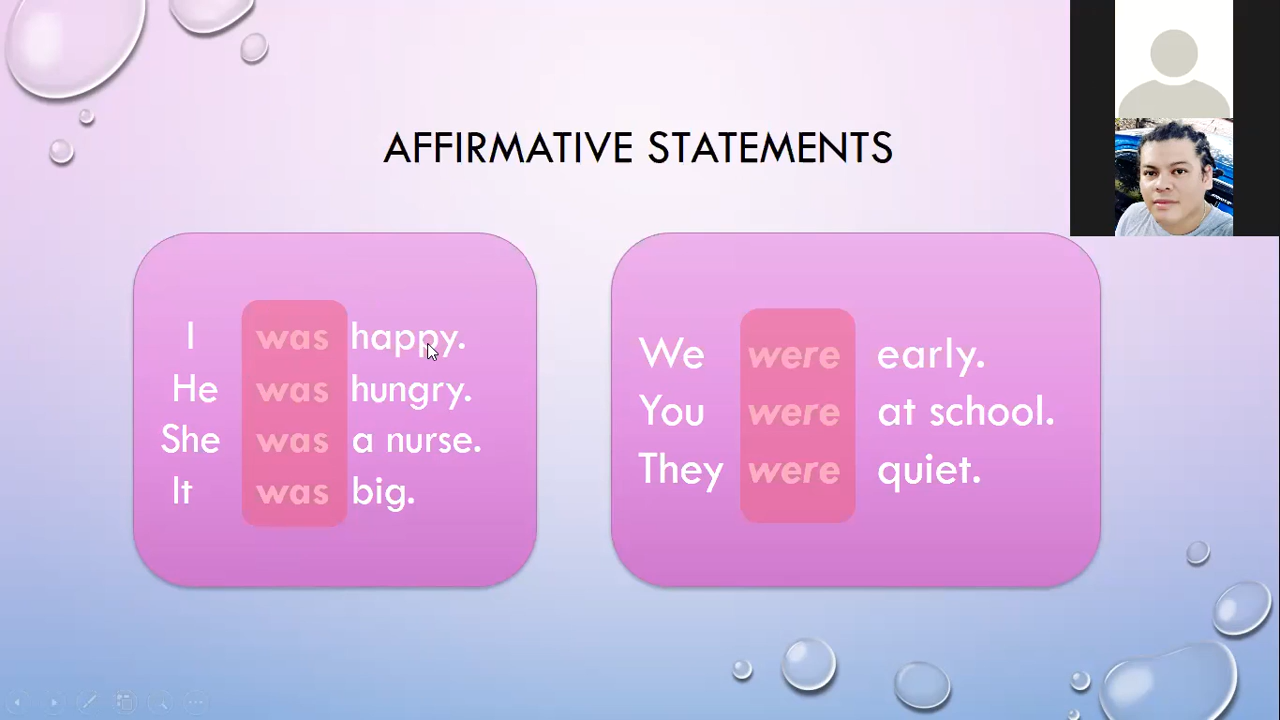 AFFIRMATIVE STATEMENTS
I was happy.
He was hungry.
She was a nurse.
It was big.
We were early.
You were at school.
They were quiet.